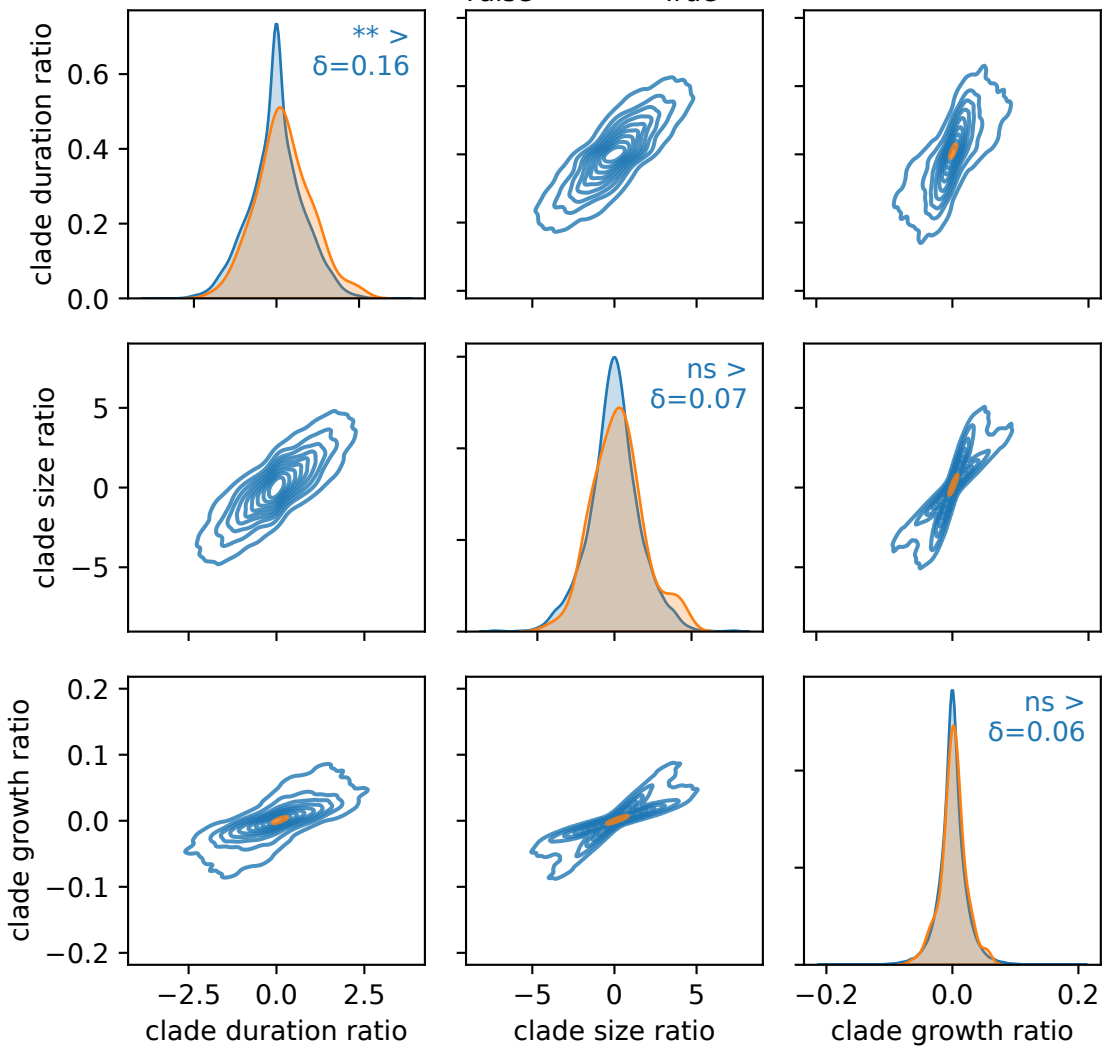 clade duration ratio
0.6
0.4
0.2
0.0
** >
δ=0.16
clade size ratio
5
0
−5
ns >
δ=0.07
clade growth ratio
0.2
0.1
0.0
−0.1
−0.2
ns >
δ=0.06
−2.5 0.0 2.5
−5 0 5
−0.2 0.0 0.2
clade duration ratio
clade size ratio
clade growth ratio